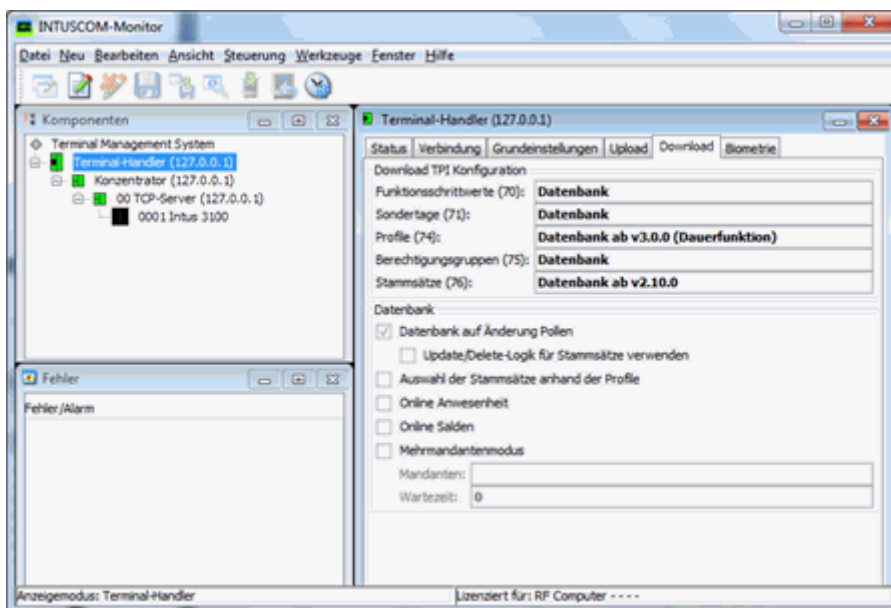 INTUSCOM-Monitor
Datei Neu Bearbeiten Ansicht Steuerung Werkzeuge Fenster Hilfe
Komponenten
Terminal Management System
Terminal-Handler (127.0.0.1)
Konzentrator (127.0.0.1)
00 TCP-Server (127.0.0.1)
0001 Intus 3100
Fehler
Fehler/Alarm
Terminal-Handler (127.0.0.1)
Status Verbindung Grundeinstellungen Upload Download Biometrie
Download TPI Konfiguration
Funktionsschrittwerte (70): Datenbank
Sondertage (71): Datenbank
Profile (74): Datenbank ab v3.0.0 (Dauerfunktion)
Berechtigungsgruppen (75): Datenbank
Stammsätze (76): Datenbank ab v2.10.0
Datenbank
Datenbank auf Änderung Pollen
Update/Delete-Logik für Stammsätze verwenden
Auswahl der Stammsätze anhand der Profile
Online Anwesenheit
Online Salden
Mehrmandantenmodus
Mandanten:
Wartezeit: 0
Anzeigemodus: Terminal-Handler
Lizenziert für: RF Computer - - - -